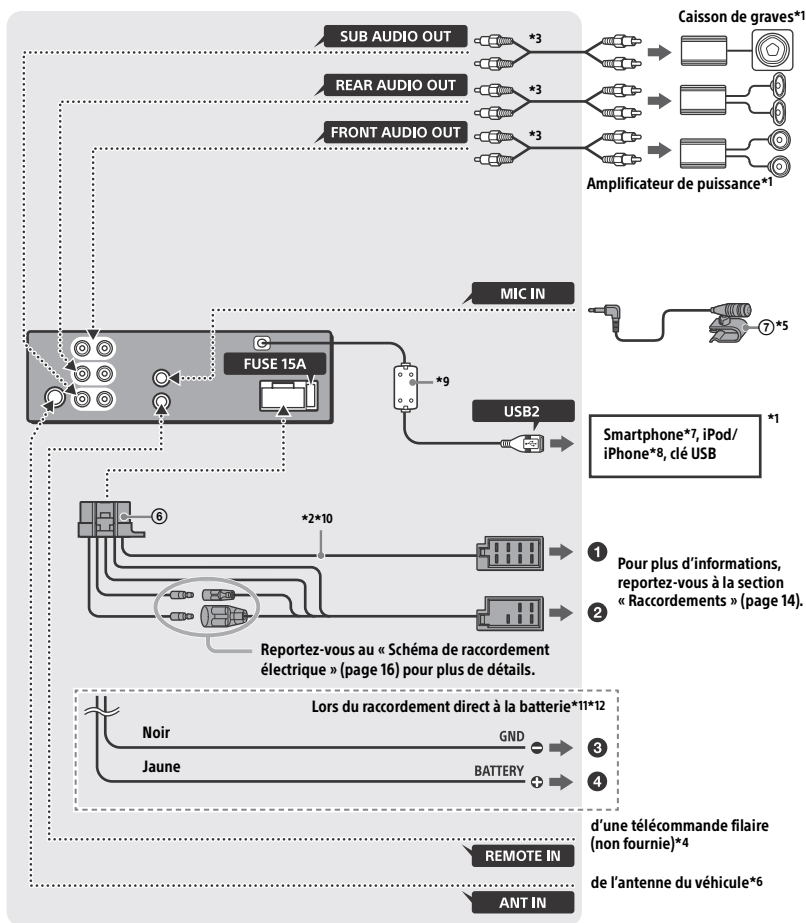 Caisson de graves*1
SUB AUDIO OUT
*3
REAR AUDIO OUT
*3
FRONT AUDIO OUT
*3
Amplificateur de puissance*1
MIC IN
⑦*5
FUSE 15A
*9
USB2
*1
Smartphone*7, iPod/
iPhone*8, clé USB
⑥
*2*10
❶
Pour plus d'informations,
reportez-vous à la section
« Raccordements » (page 14).
❷
Reportez-vous au « Schéma de raccordement
électrique » (page 16) pour plus de détails.
Lors du raccordement direct à la batterie*11*12
Noir
GND
❸
Jaune
BATTERY
❹
d'une télécommande filaire
(non fournie)*4
REMOTE IN
de l'antenne du véhicule*6
ANT IN